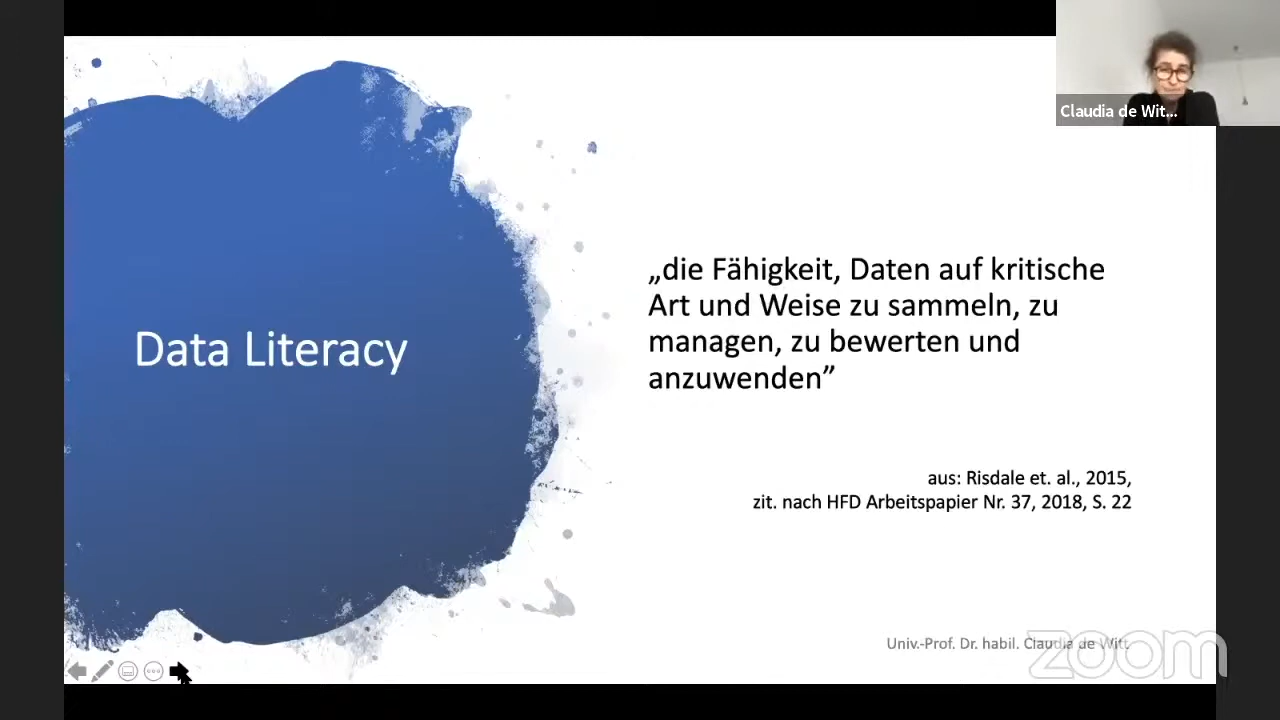 Claudia de Wit...
Data Literacy
„die Fähigkeit, Daten auf kritische
Art und Weise zu sammeln, zu
managen, zu bewerten und
anzuwenden”
aus: Risdale et. al., 2015,
zit. nach HFD Arbeitspapier Nr. 37, 2018, S. 22
Univ.-Prof. Dr. habil. Claudia de Witt
zoom